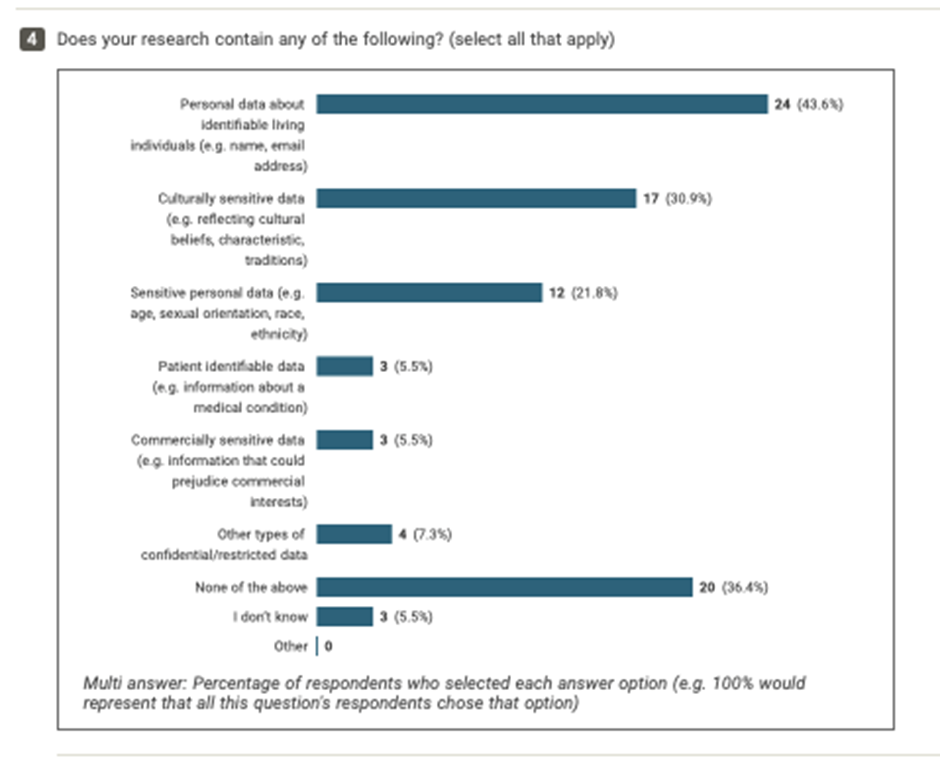 4 Does your research contain any of the following? (select all that apply)
Personal data about
identifiable living
individuals (e.g. name, email
address)
24 (43.6%)
Culturally sensitive data
(e.g. reflecting cultural
beliefs, characteristic,
traditions)
17 (30.9%)
Sensitive personal data (e.g.
age, sexual orientation, race,
ethnicity)
12 (21.8%)
Patient identifiable data
(e.g. information about a
medical condition)
3 (5.5%)
Commercially sensitive data
(e.g. information that could
prejudice commercial
interests)
3 (5.5%)
Other types of
confidential/restricted data
4 (7.3%)
None of the above
20 (36.4%)
I don't know
3 (5.5%)
Other
0
Multi answer: Percentage of respondents who selected each answer option (e.g. 100% would
represent that all this question's respondents chose that option)